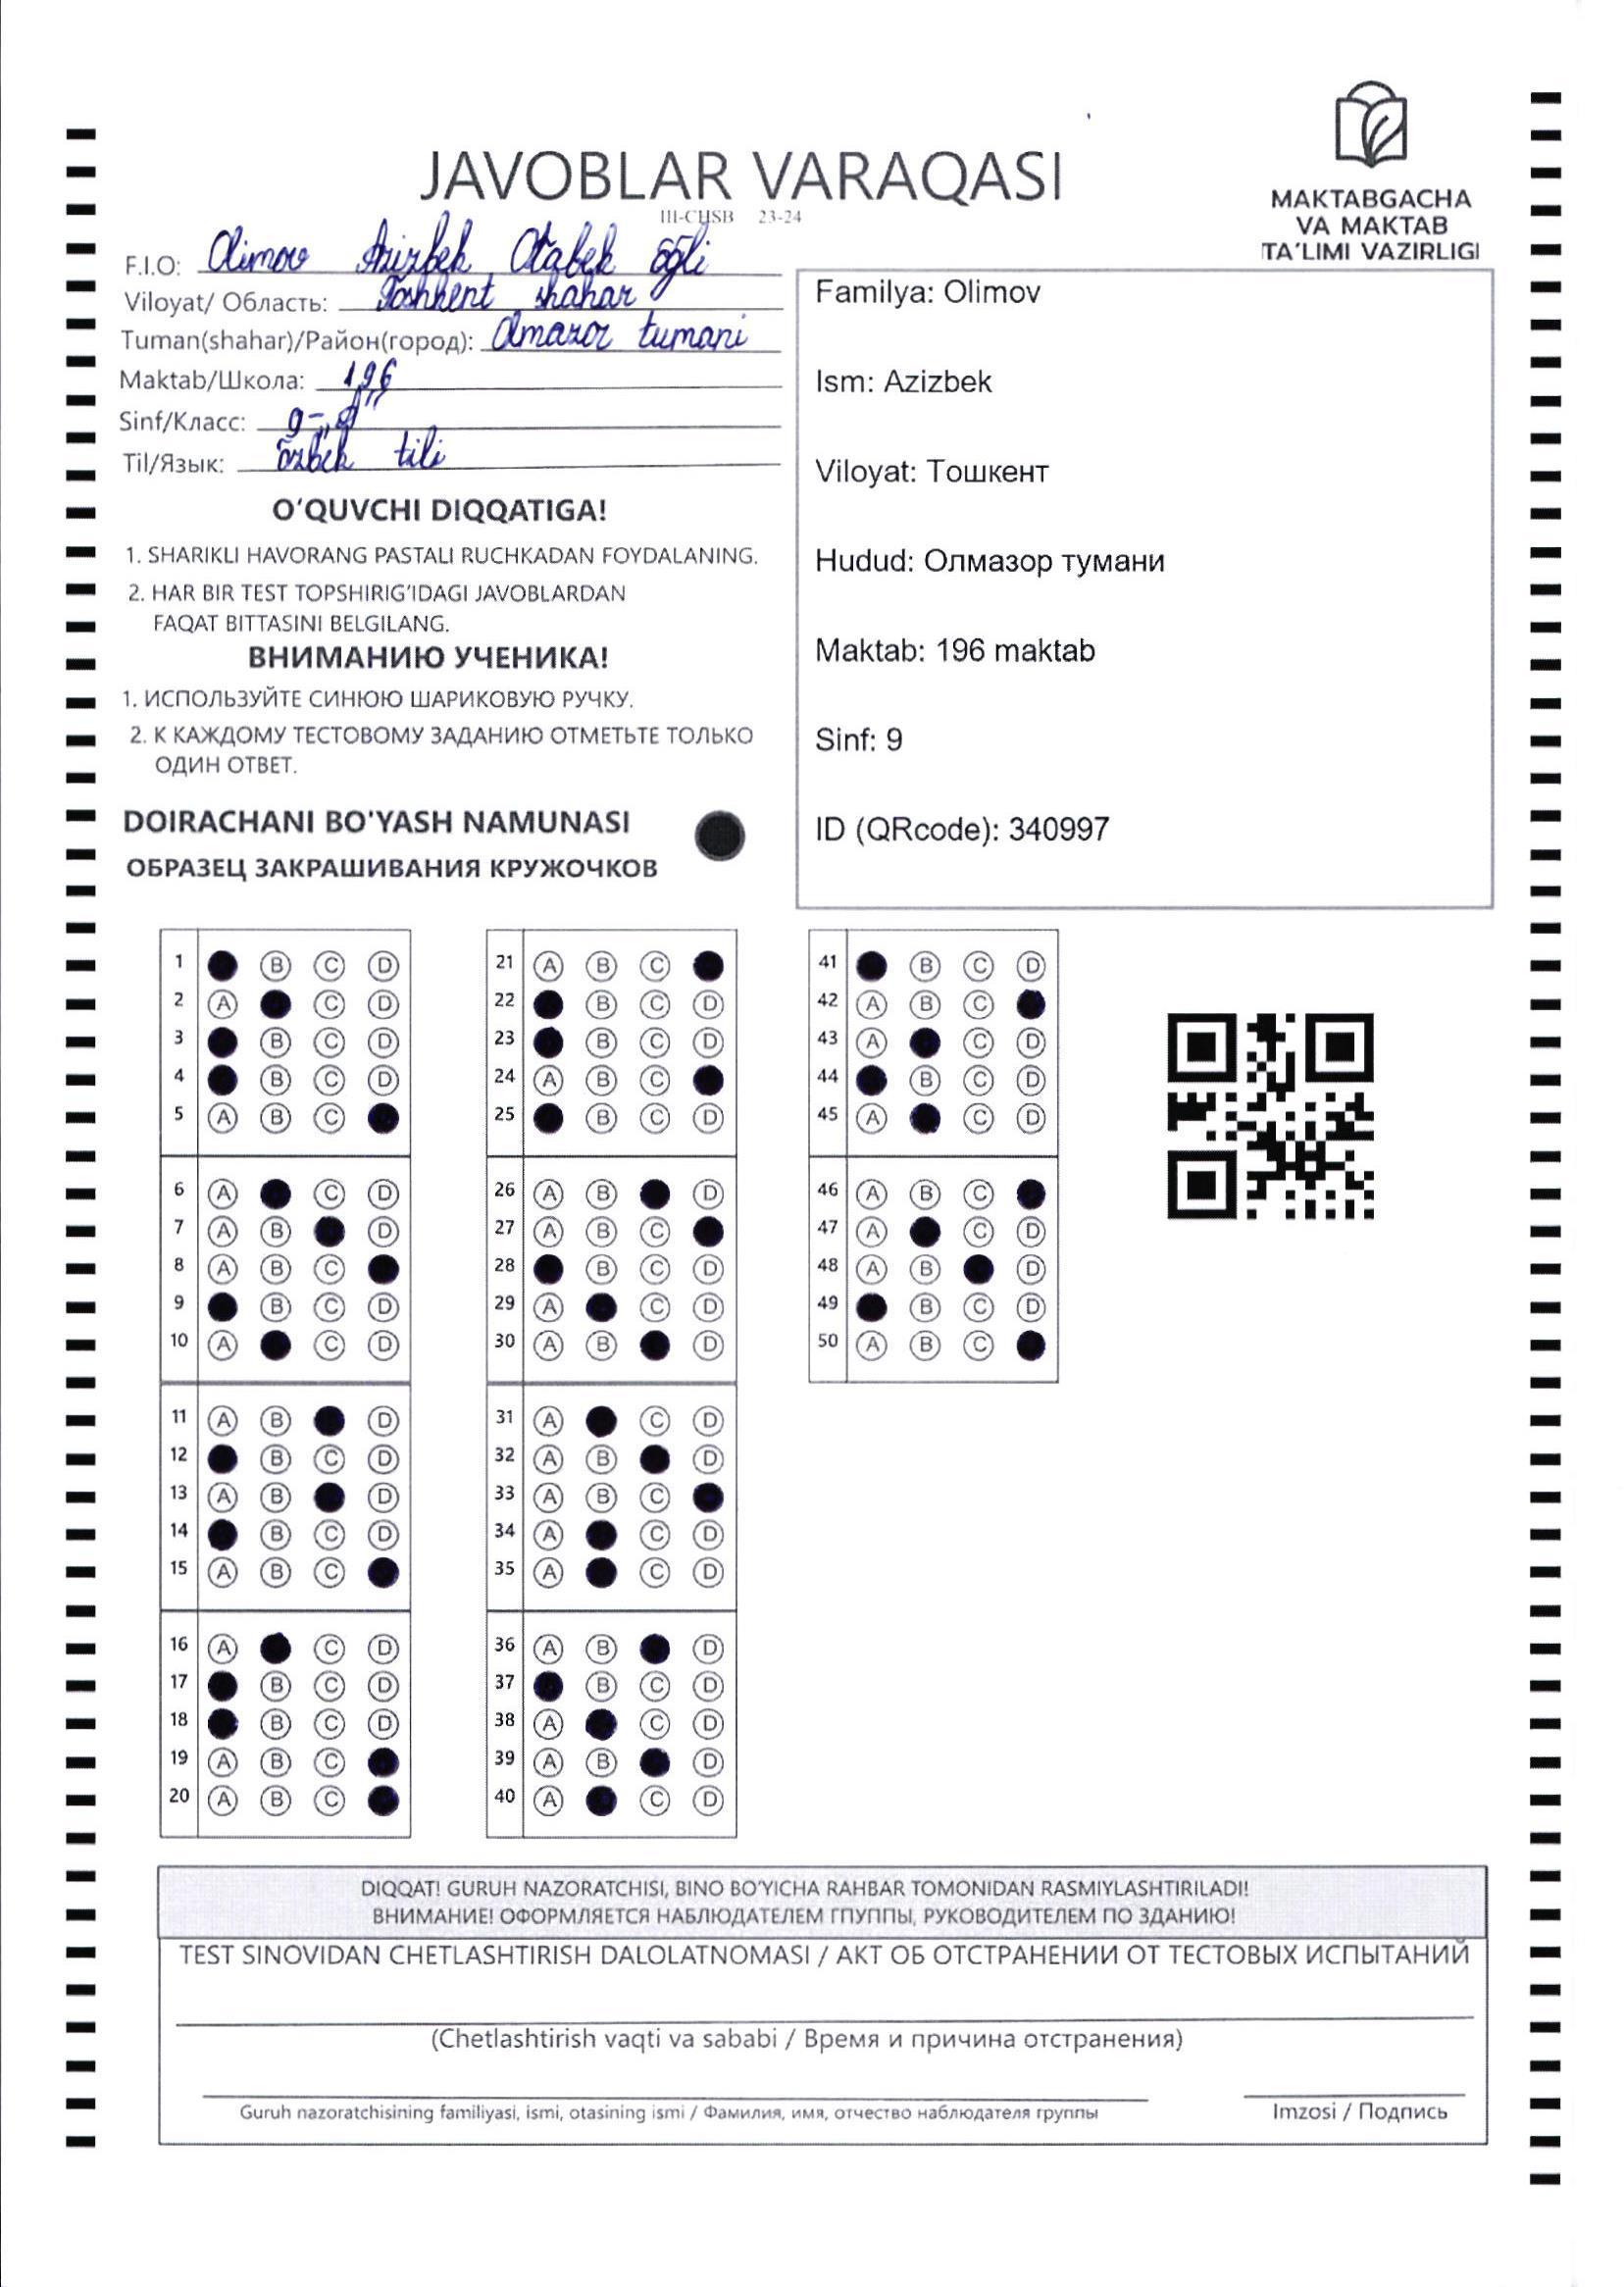 JAVOBLAR VARAQASI
III-CHSB 23-24
MAKTABGACHA
VA MAKTAB
TA'LIMI VAZIRLIGI
F.I.O: Olimov Azizbek Otabek o'g'li
Viloyat/ Область: Toshkent shahar
Tuman(shahar)/Район(город): Olmazor tumani
Maktab/Школа: 196
Sinf/Класс: 9-
Til/Язык: õzbek tili
O'QUVCHI DIQQATIGA!
1. SHARIKLI HAVORANG PASTALI RUCHKADAN FOYDALANING.
2. HAR BIR TEST TOPSHIRIG'IDAGI JAVOBLARDAN
FAQAT BITTASINI BELGILANG.
ВНИМАНИЮ УЧЕНИКА!
1. ИСПОЛЬЗУЙТЕ СИНЮЮ ШАРИКОВУЮ РУЧКУ.
2. К КАЖДОМУ ТЕСТОВОМУ ЗАДАНИЮ ОТМЕТЬТЕ ТОЛЬКО
ОДИН ОТВЕТ.
DOIRACHANI BO'YASH NAMUNASI
ОБРАЗЕЦ ЗАКРАШИВАНИЯ КРУЖОЧКОВ
Familya: Olimov
Ism: Azizbek
Viloyat: Тошкент
Hudud: Олмазор тумани
Maktab: 196 maktab
Sinf: 9
ID (QRcode): 340997
1 B C D
2 A C D
3 B C D
4 B C D
5 A B C
6 A C D
7 A B D
8 A B C
9 B C D
10 A C D
11 A B D
12 B C D
13 A B D
14 B C D
15 A B C
16 A C D
17 B C D
18 B C D
19 A B C
20 A B C
21 A B C
22 B C D
23 B C D
24 A B C
25 B C D
26 A B D
27 A B C
28 B C D
29 A C D
30 A B D
31 A C D
32 A B D
33 A B C
34 A C D
35 A C D
36 A B D
37 B C D
38 A C D
39 A B D
40 A C D
41 B C D
42 A B C
43 A C D
44 B C D
45 A C D
46 A B C
47 A C D
48 A B D
49 B C D
50 A B C
DIQQAT! GURUH NAZORATCHISI, BINO BO'YICHA RAHBAR TOMONIDAN RASMIYLASHTIRILADI!
ВНИМАНИЕ! ОФОРМЛЯЕТСЯ НАБЛЮДАТЕЛЕМ ГПУППЫ, РУКОВОДИТЕЛЕМ ПО ЗДАНИЮ!
TEST SINOVIDAN CHETLASHTIRISH DALOLATNOMASI / АКТ ОБ ОТСТРАНЕНИИ ОТ ТЕСТОВЫХ ИСПЫТАНИЙ
(Chetlashtirish vaqti va sababi / Время и причина отстранения)
Guruh nazoratchisining familiyasi, ismi, otasining ismi / Фамилия, имя, отчество наблюдателя группы
Imzosi / Подпись